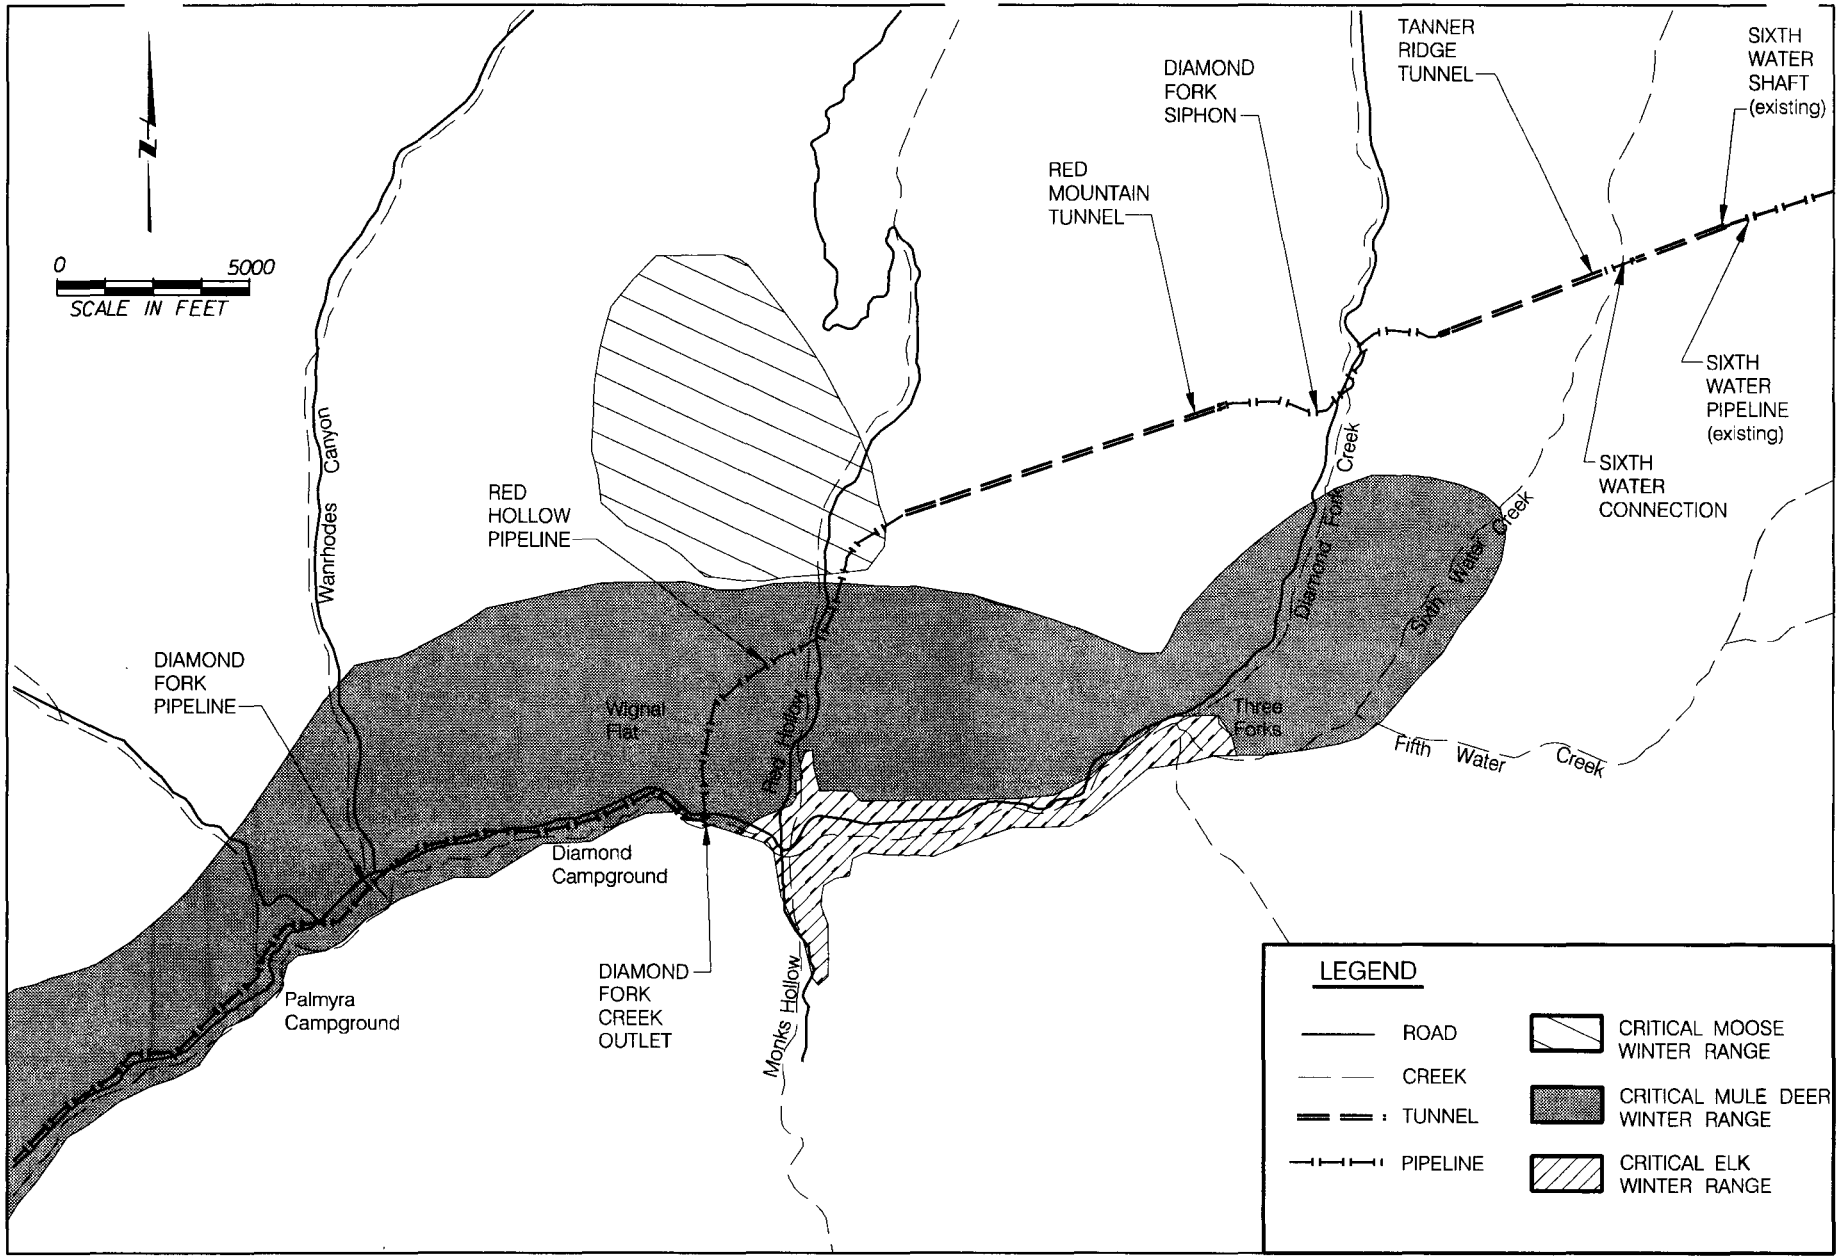 TANNER
RIDGE
TUNNEL
SIXTH
WATER
SHAFT
(existing)
DIAMOND
FORK
SIPHON
RED
MOUNTAIN
TUNNEL
N
0 5000
SCALE IN FEET
SIXTH
WATER
PIPELINE
(existing)
SIXTH
WATER
CONNECTION
Wanrhodes Canyon
RED
HOLLOW
PIPELINE
Diamond Fork Creek
Sixth Water Creek
DIAMOND
FORK
PIPELINE
Wignal
Flat
Red Hollow
Three
Forks
Fifth Water Creek
Diamond
Campground
DIAMOND
FORK
CREEK
OUTLET
Palmyra
Campground
Monks Hollow
LEGEND
ROAD
CREEK
TUNNEL
PIPELINE
CRITICAL MOOSE
WINTER RANGE
CRITICAL MULE DEER
WINTER RANGE
CRITICAL ELK
WINTER RANGE